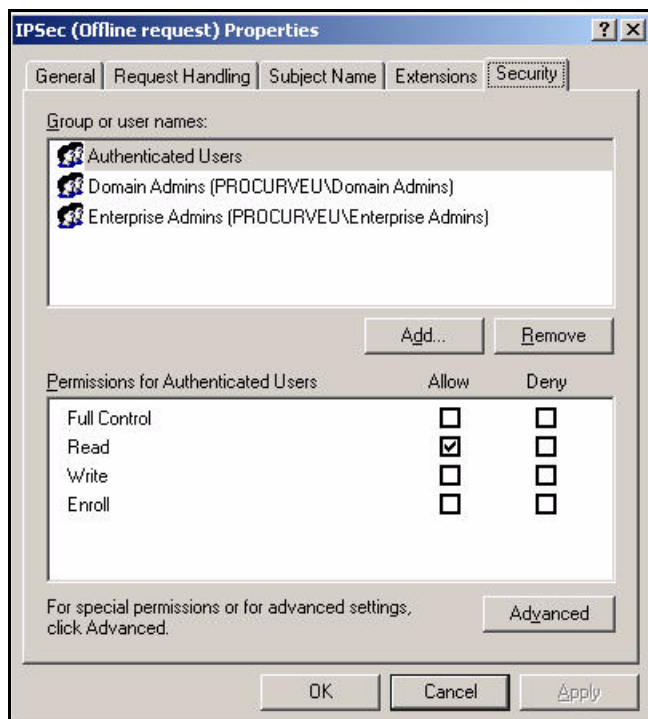 IPSec (Offline request) Properties
General Request Handling Subject Name Extensions Security
Group or user names:
Authenticated Users
Domain Admins (PROCURVEU\Domain Admins)
Enterprise Admins (PROCURVEU\Enterprise Admins)
Add... Remove
Permissions for Authenticated Users Allow Deny
Full Control
Read
Write
Enroll
For special permissions or for advanced settings,
click Advanced.
Advanced
OK Cancel Apply